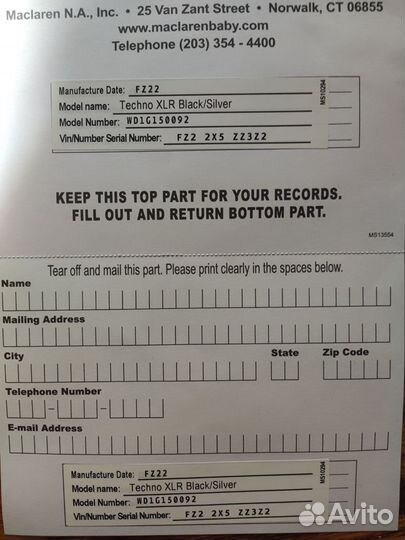 Maclaren N.A., Inc. • 25 Van Zant Street • Norwalk, CT 06855
www.maclarenbaby.com
Telephone (203) 354 - 4400
Manufacture Date: FZ22
Model name: Techno XLR Black/Silver
Model Number: WD1G150092
Vin/Number Serial Number: FZ2 2X5 ZZ3Z2
MS10294
KEEP THIS TOP PART FOR YOUR RECORDS.
FILL OUT AND RETURN BOTTOM PART.
MS13554
Tear off and mail this part. Please print clearly in the spaces below.
Name
Mailing Address
City State Zip Code
Telephone Number
E-mail Address
Manufacture Date: FZ22
Model name: Techno XLR Black/Silver
Model Number: WD1G150092
Vin/Number Serial Number: FZ2 2X5 ZZ3Z2
MS10294
Avito